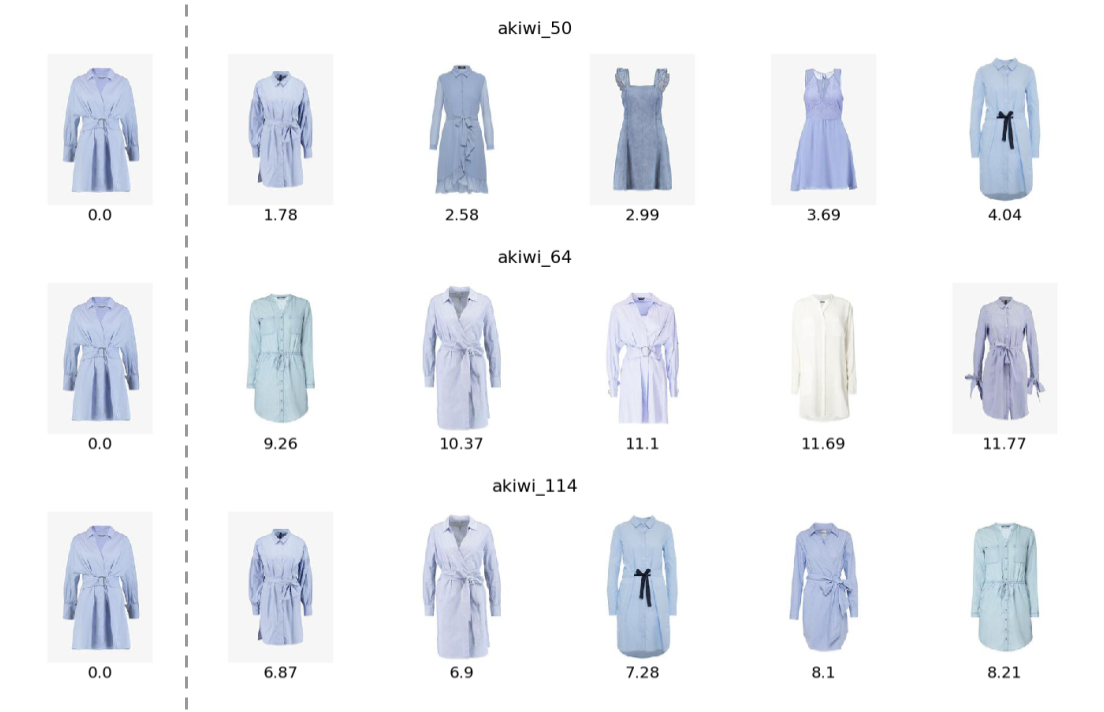 akiwi_50
0.0 1.78 2.58 2.99 3.69 4.04
akiwi_64
0.0 9.26 10.37 11.1 11.69 11.77
akiwi_114
0.0 6.87 6.9 7.28 8.1 8.21